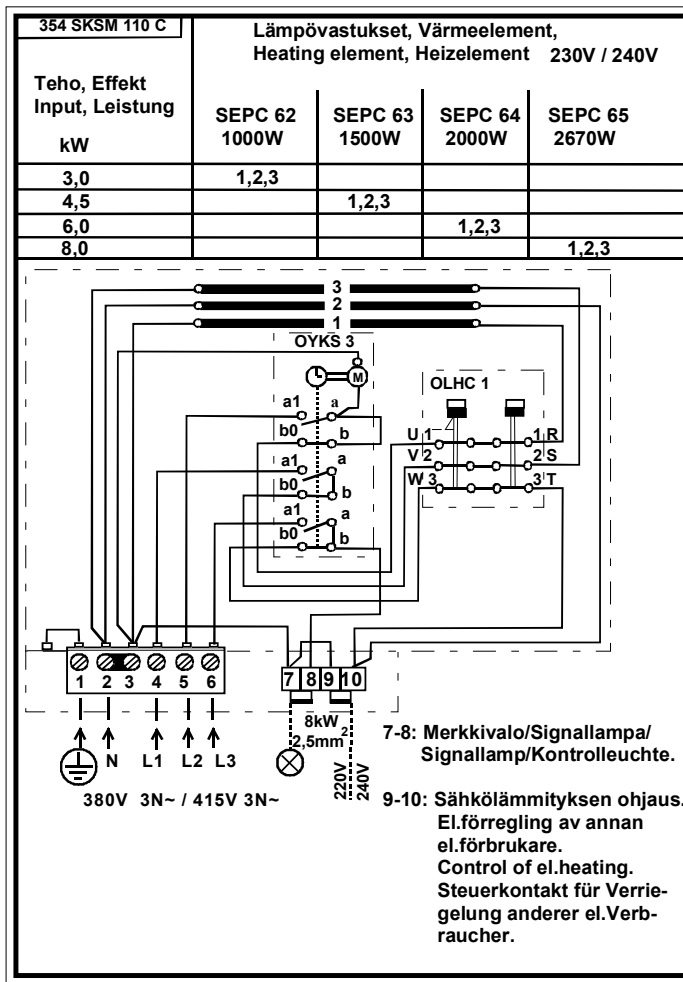 354 SKSM 110 C
Lämpövastukset, Värmeelement,
Heating element, Heizelement 230V / 240V
Teho, Effekt
Input, Leistung
kW
SEPC 62 SEPC 63 SEPC 64 SEPC 65
1000W 1500W 2000W 2670W
3,0 1,2,3
4,5 1,2,3
6,0 1,2,3
8,0 1,2,3
3
2
1
OYKS 3
M
OLHC 1
a1 a
b0 b
a1 a
b0 b
a1 a
b0 b
U 1 1 R
V 2 2 S
W 3 3 T
1 2 3 4 5 6
7 8 9 10
N L1 L2 L3
380V 3N~ / 415V 3N~
8kW
2,5mm²
220V
240V
7-8: Merkkivalo/Signallampa/
Signallamp/Kontrolleuchte.
9-10: Sähkölämmityksen ohjaus.
El.förregling av annan
el.förbrukare.
Control of el.heating.
Steuerkontakt für Verrie-
gelung anderer el.Verb-
raucher.